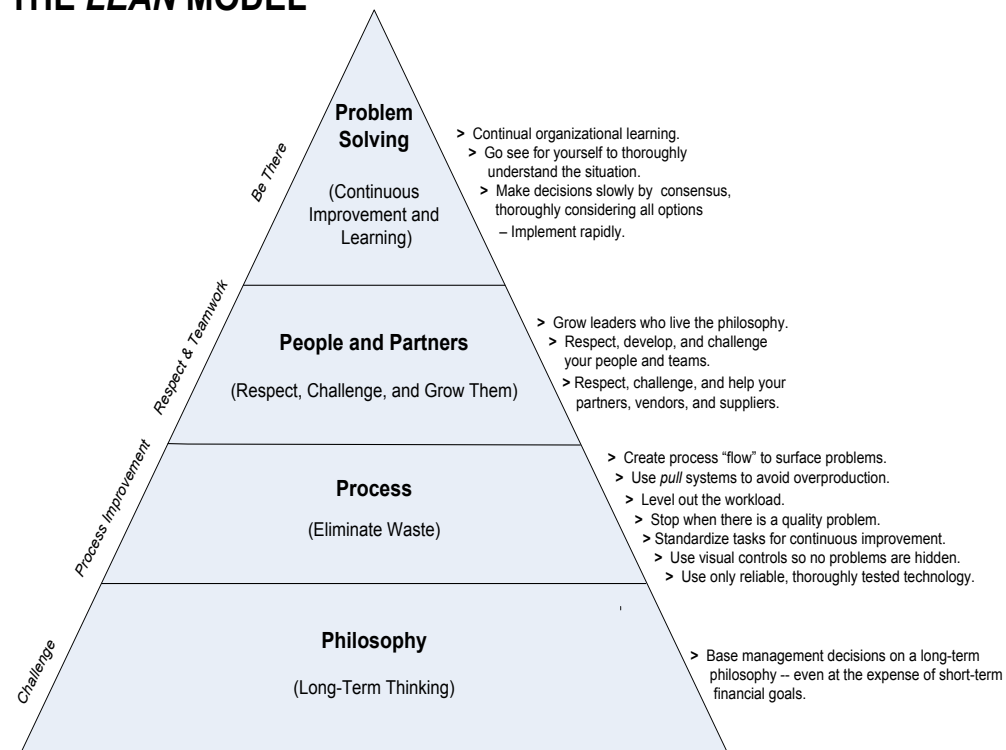 THE LEAN MODEL
Problem
Solving
(Continuous
Improvement and
Learning)
Be There
> Continual organizational learning.
> Go see for yourself to thoroughly
understand the situation.
> Make decisions slowly by consensus,
thoroughly considering all options
– Implement rapidly.
People and Partners
(Respect, Challenge, and Grow Them)
Respect & Teamwork
> Grow leaders who live the philosophy.
> Respect, develop, and challenge
your people and teams.
> Respect, challenge, and help your
partners, vendors, and suppliers.
Process
(Eliminate Waste)
Process Improvement
> Create process “flow” to surface problems.
> Use pull systems to avoid overproduction.
> Level out the workload.
> Stop when there is a quality problem.
> Standardize tasks for continuous improvement.
> Use visual controls so no problems are hidden.
> Use only reliable, thoroughly tested technology.
Philosophy
(Long-Term Thinking)
Challenge
> Base management decisions on a long-term
philosophy -- even at the expense of short-term
financial goals.